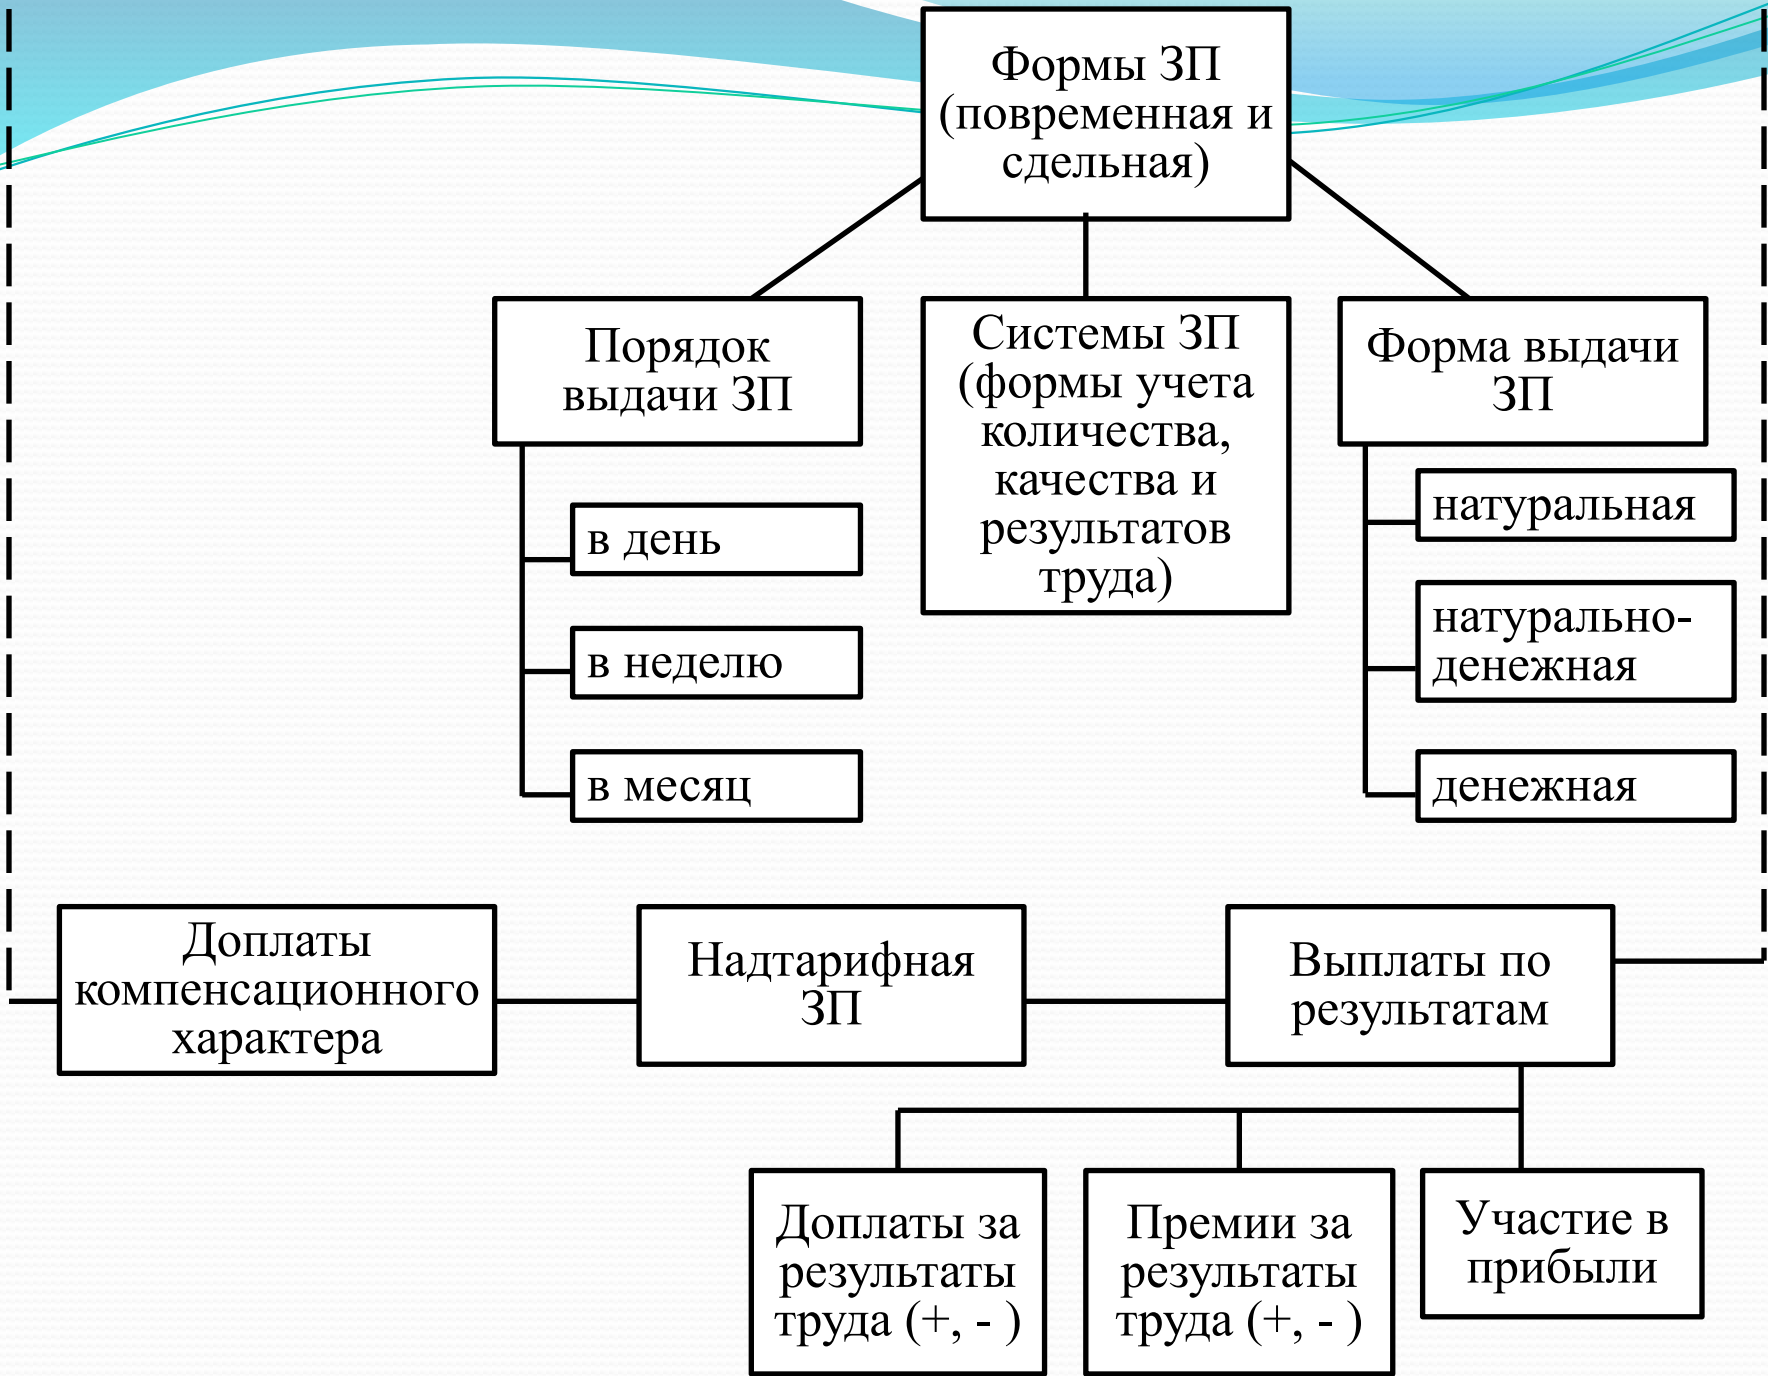 Формы ЗП
(повременная и
сдельная)
Порядок
выдачи ЗП
в день
в неделю
в месяц
Системы ЗП
(формы учета
количества,
качества и
результатов
труда)
Форма выдачи
ЗП
натуральная
натурально-
денежная
денежная
Доплаты
компенсационного
характера
Надтарифная
ЗП
Выплаты по
результатам
Доплаты за
результаты
труда (+, - )
Премии за
результаты
труда (+, - )
Участие в
прибыли